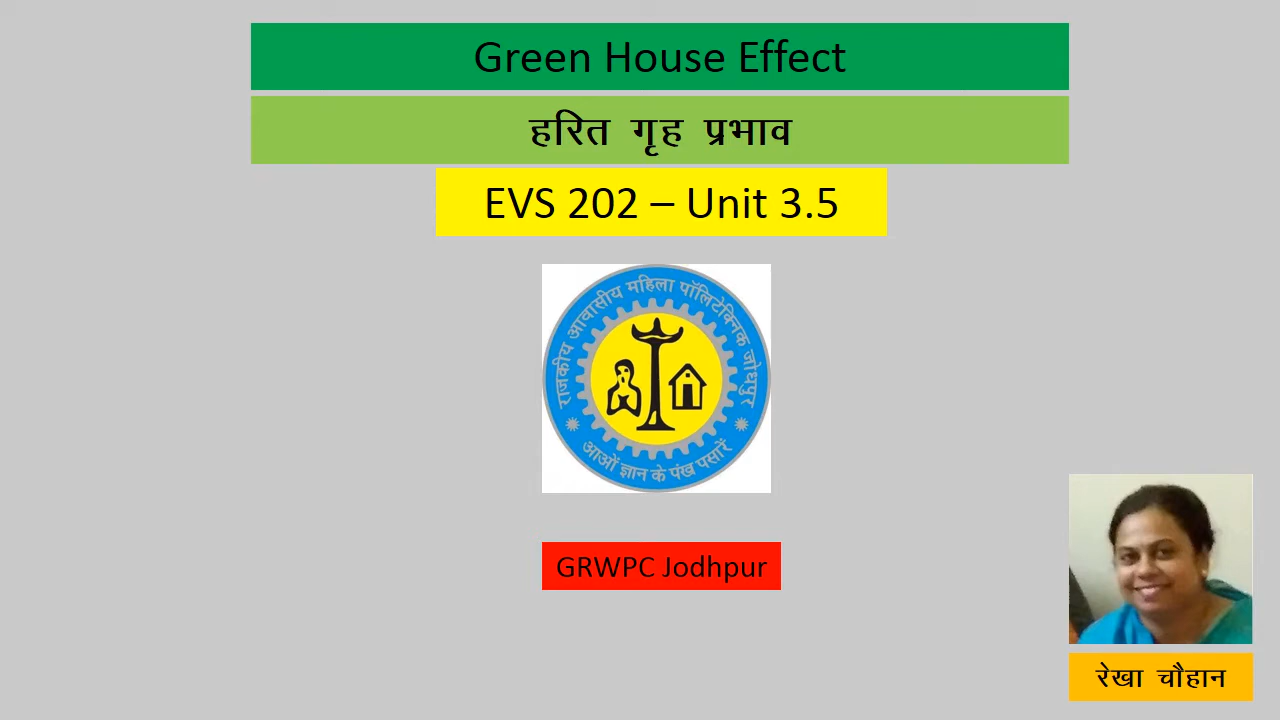 Green House Effect
हरित गृह प्रभाव
EVS 202 – Unit 3.5
राजकीय आवासीय महिला पॉलिटेक्निक जोधपुर
आओं ज्ञान के पंख पसारें
GRWPC Jodhpur
रेखा चौहान